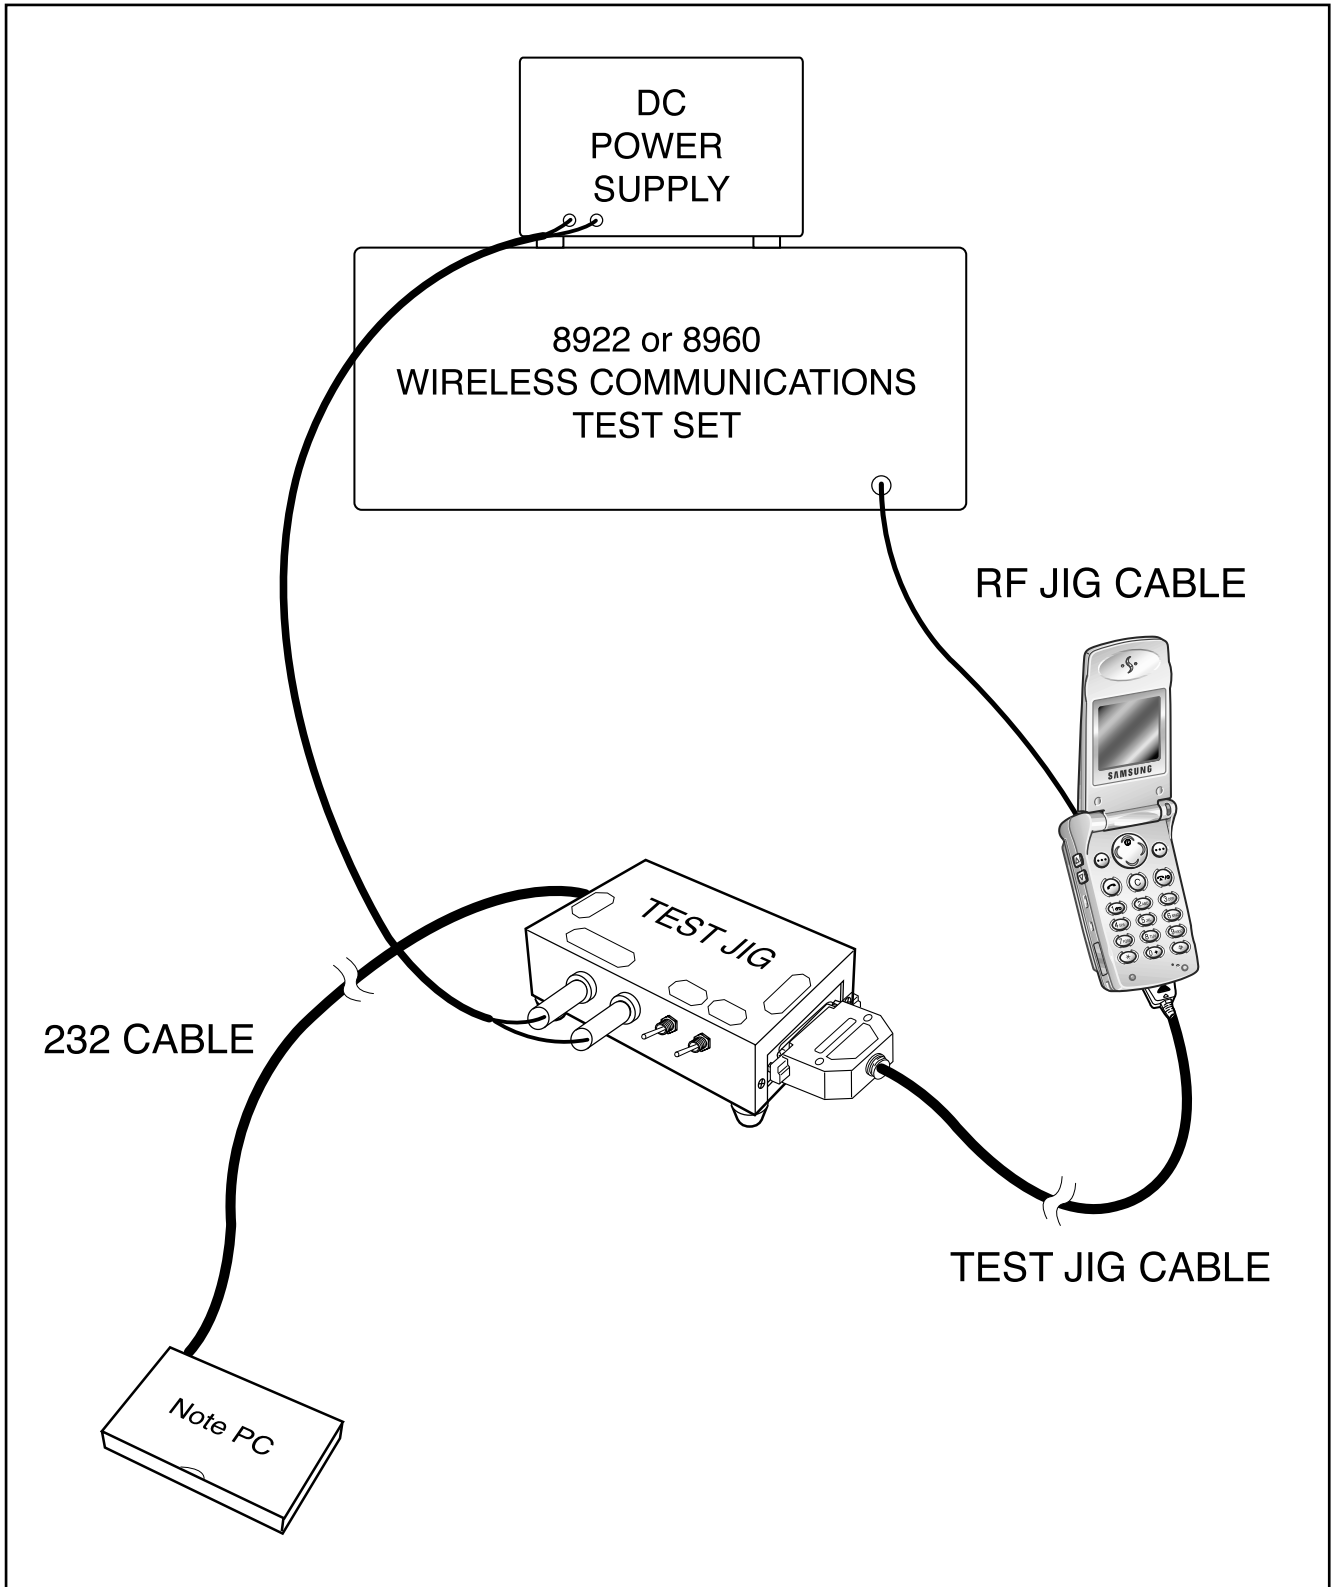 DC
POWER
SUPPLY
8922 or 8960
WIRELESS COMMUNICATIONS
TEST SET
RF JIG CABLE
SAMSUNG
TEST JIG
232 CABLE
TEST JIG CABLE
Note PC